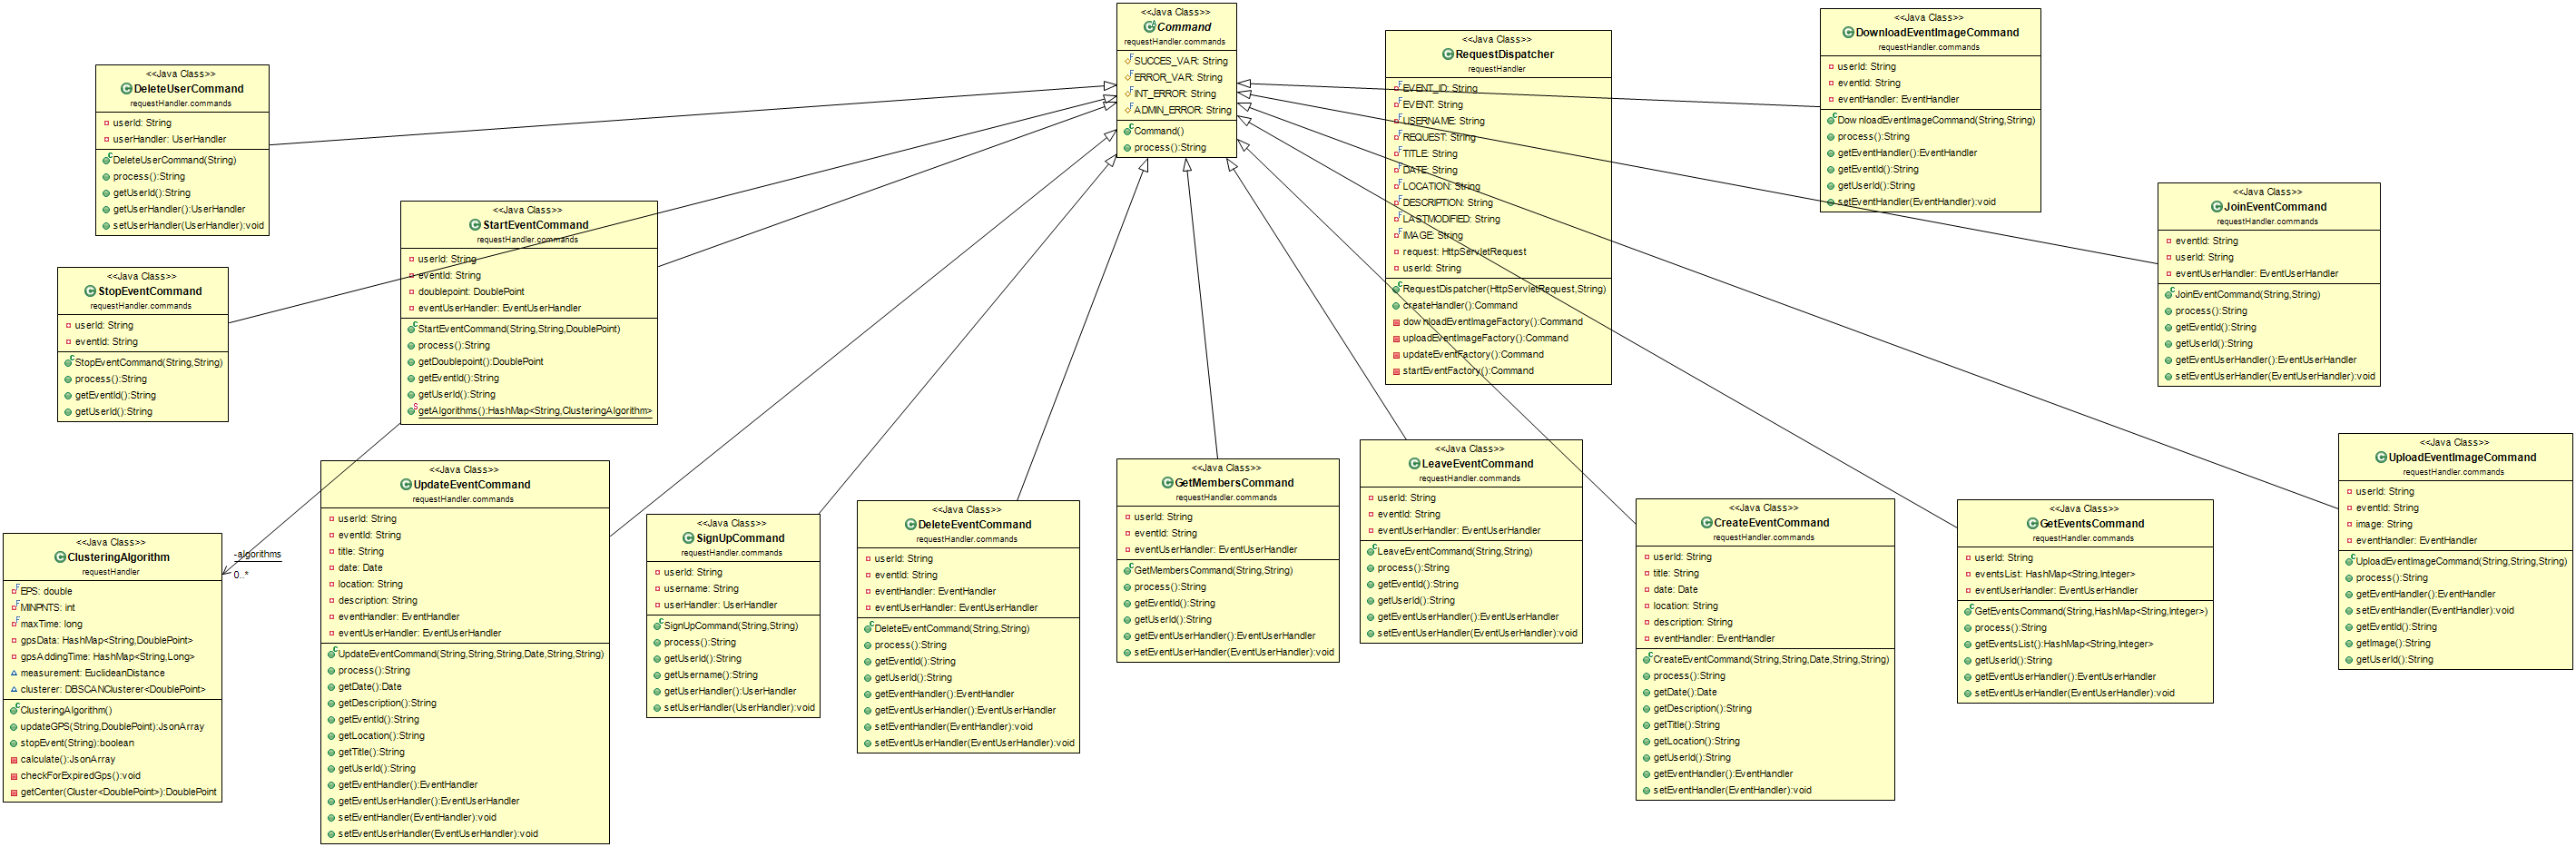 <<Java Class>>
Command
requestHandler.commands
SUCCES_VAR: String
ERROR_VAR: String
INT_ERROR: String
ADMIN_ERROR: String
Command()
process():String
<<Java Class>>
RequestDispatcher
requestHandler
EVENT_ID: String
EVENT: String
USERNAME: String
REQUEST: String
TITLE: String
DATE: String
LOCATION: String
DESCRIPTION: String
LASTMODIFIED: String
IMAGE: String
request: HttpServletRequest
userId: String
RequestDispatcher(HttpServletRequest,String)
createHandler():Command
downloadEventImageFactory():Command
uploadEventImageFactory():Command
updateEventFactory():Command
startEventFactory():Command
<<Java Class>>
DownloadEventImageCommand
requestHandler.commands
userId: String
eventId: String
eventHandler: EventHandler
DownloadEventImageCommand(String,String)
process():String
getEventHandler():EventHandler
getEventId():String
getUserId():String
setEventHandler(EventHandler):void
<<Java Class>>
DeleteUserCommand
requestHandler.commands
userId: String
userHandler: UserHandler
DeleteUserCommand(String)
process():String
getUserId():String
getUserHandler():UserHandler
setUserHandler(UserHandler):void
<<Java Class>>
JoinEventCommand
requestHandler.commands
eventId: String
userId: String
eventUserHandler: EventUserHandler
JoinEventCommand(String,String)
process():String
getEventId():String
getUserId():String
getEventUserHandler():EventUserHandler
setEventUserHandler(EventUserHandler):void
<<Java Class>>
StartEventCommand
requestHandler.commands
userId: String
eventId: String
doublepoint: DoublePoint
eventUserHandler: EventUserHandler
StartEventCommand(String,String,DoublePoint)
process():String
getDoublepoint():DoublePoint
getEventId():String
getUserId():String
getAlgorithms():HashMap<String,ClusteringAlgorithm>
<<Java Class>>
StopEventCommand
requestHandler.commands
userId: String
eventId: String
StopEventCommand(String,String)
process():String
getEventId():String
getUserId():String
<<Java Class>>
ClusteringAlgorithm
requestHandler
EPS: double
MINPNTS: int
maxTime: long
gpsData: HashMap<String,DoublePoint>
gpsAddingTime: HashMap<String,Long>
measurement: EuclideanDistance
clusterer: DBSCANClusterer<DoublePoint>
ClusteringAlgorithm()
updateGPS(String,DoublePoint):JsonArray
stopEvent(String):boolean
calculate():JsonArray
checkForExpiredGps():void
getCenter(Cluster<DoublePoint>):DoublePoint
-algorithms
0..*
<<Java Class>>
UpdateEventCommand
requestHandler.commands
userId: String
eventId: String
title: String
date: Date
location: String
description: String
eventHandler: EventHandler
eventUserHandler: EventUserHandler
UpdateEventCommand(String,String,String,Date,String,String)
process():String
getDate():Date
getDescription():String
getEventId():String
getLocation():String
getTitle():String
getUserId():String
getEventHandler():EventHandler
getEventUserHandler():EventUserHandler
setEventHandler(EventHandler):void
setEventUserHandler(EventUserHandler):void
<<Java Class>>
SignUpCommand
requestHandler.commands
userId: String
username: String
userHandler: UserHandler
SignUpCommand(String,String)
process():String
getUserId():String
getUsername():String
getUserHandler():UserHandler
setUserHandler(UserHandler):void
<<Java Class>>
DeleteEventCommand
requestHandler.commands
userId: String
eventId: String
eventHandler: EventHandler
eventUserHandler: EventUserHandler
DeleteEventCommand(String,String)
process():String
getEventId():String
getUserId():String
getEventHandler():EventHandler
getEventUserHandler():EventUserHandler
setEventHandler(EventHandler):void
setEventUserHandler(EventUserHandler):void
<<Java Class>>
GetMembersCommand
requestHandler.commands
userId: String
eventId: String
eventUserHandler: EventUserHandler
GetMembersCommand(String,String)
process():String
getEventId():String
getUserId():String
getEventUserHandler():EventUserHandler
setEventUserHandler(EventUserHandler):void
<<Java Class>>
LeaveEventCommand
requestHandler.commands
userId: String
eventId: String
eventUserHandler: EventUserHandler
LeaveEventCommand(String,String)
process():String
getEventId():String
getUserId():String
getEventUserHandler():EventUserHandler
setEventUserHandler(EventUserHandler):void
<<Java Class>>
CreateEventCommand
requestHandler.commands
userId: String
title: String
date: Date
location: String
description: String
eventHandler: EventHandler
CreateEventCommand(String,String,Date,String,String)
process():String
getDate():Date
getDescription():String
getTitle():String
getLocation():String
getUserId():String
getEventHandler():EventHandler
setEventHandler(EventHandler):void
<<Java Class>>
GetEventsCommand
requestHandler.commands
userId: String
eventsList: HashMap<String,Integer>
eventUserHandler: EventUserHandler
GetEventsCommand(String,HashMap<String,Integer>)
process():String
getEventsList():HashMap<String,Integer>
getUserId():String
getEventUserHandler():EventUserHandler
setEventUserHandler(EventUserHandler):void
<<Java Class>>
UploadEventImageCommand
requestHandler.commands
userId: String
eventId: String
image: String
eventHandler: EventHandler
UploadEventImageCommand(String,String,String)
process():String
getEventHandler():EventHandler
setEventHandler(EventHandler):void
getEventId():String
getImage():String
getUserId():String